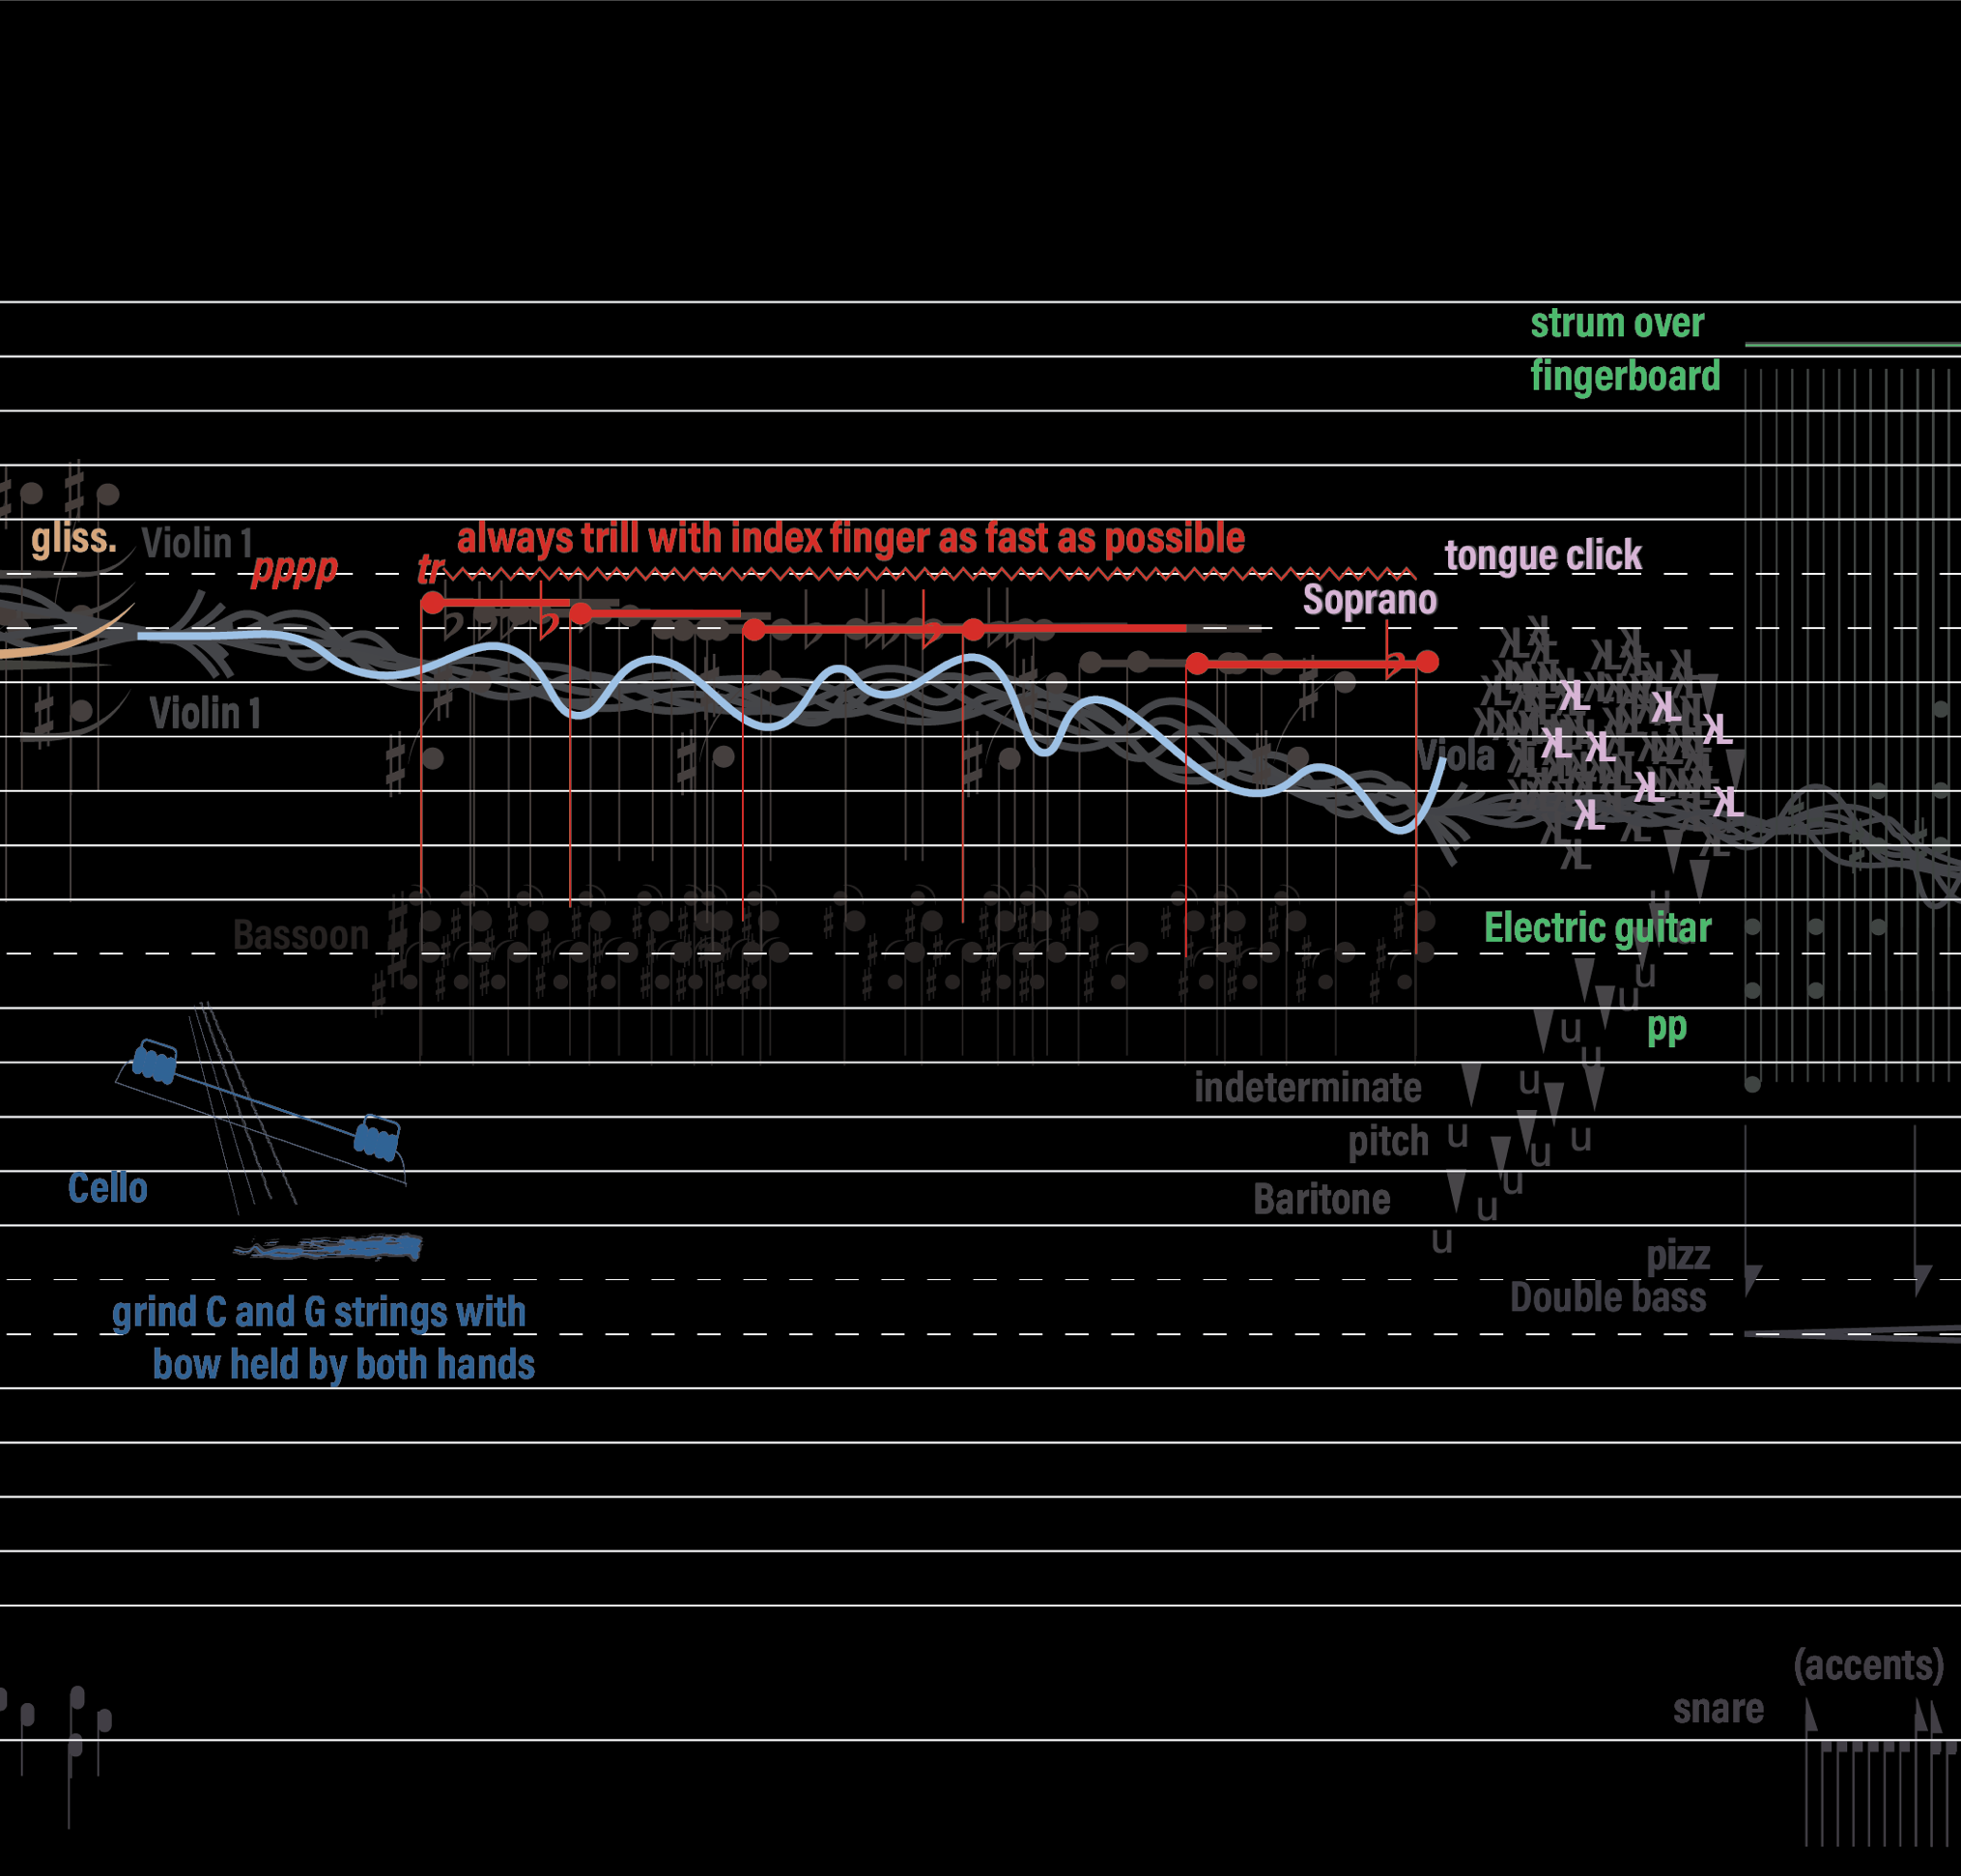 strum over
fingerboard
gliss.
Violin 1
pppp
tr
always trill with index finger as fast as possible
tongue click
Soprano
Violin 1
Viola
Bassoon
Electric guitar
pp
indeterminate
pitch
Baritone
u
u
u
u
u
u
u
u
u
u
u
Cello
grind C and G strings with
bow held by both hands
pizz
Double bass
(accents)
snare